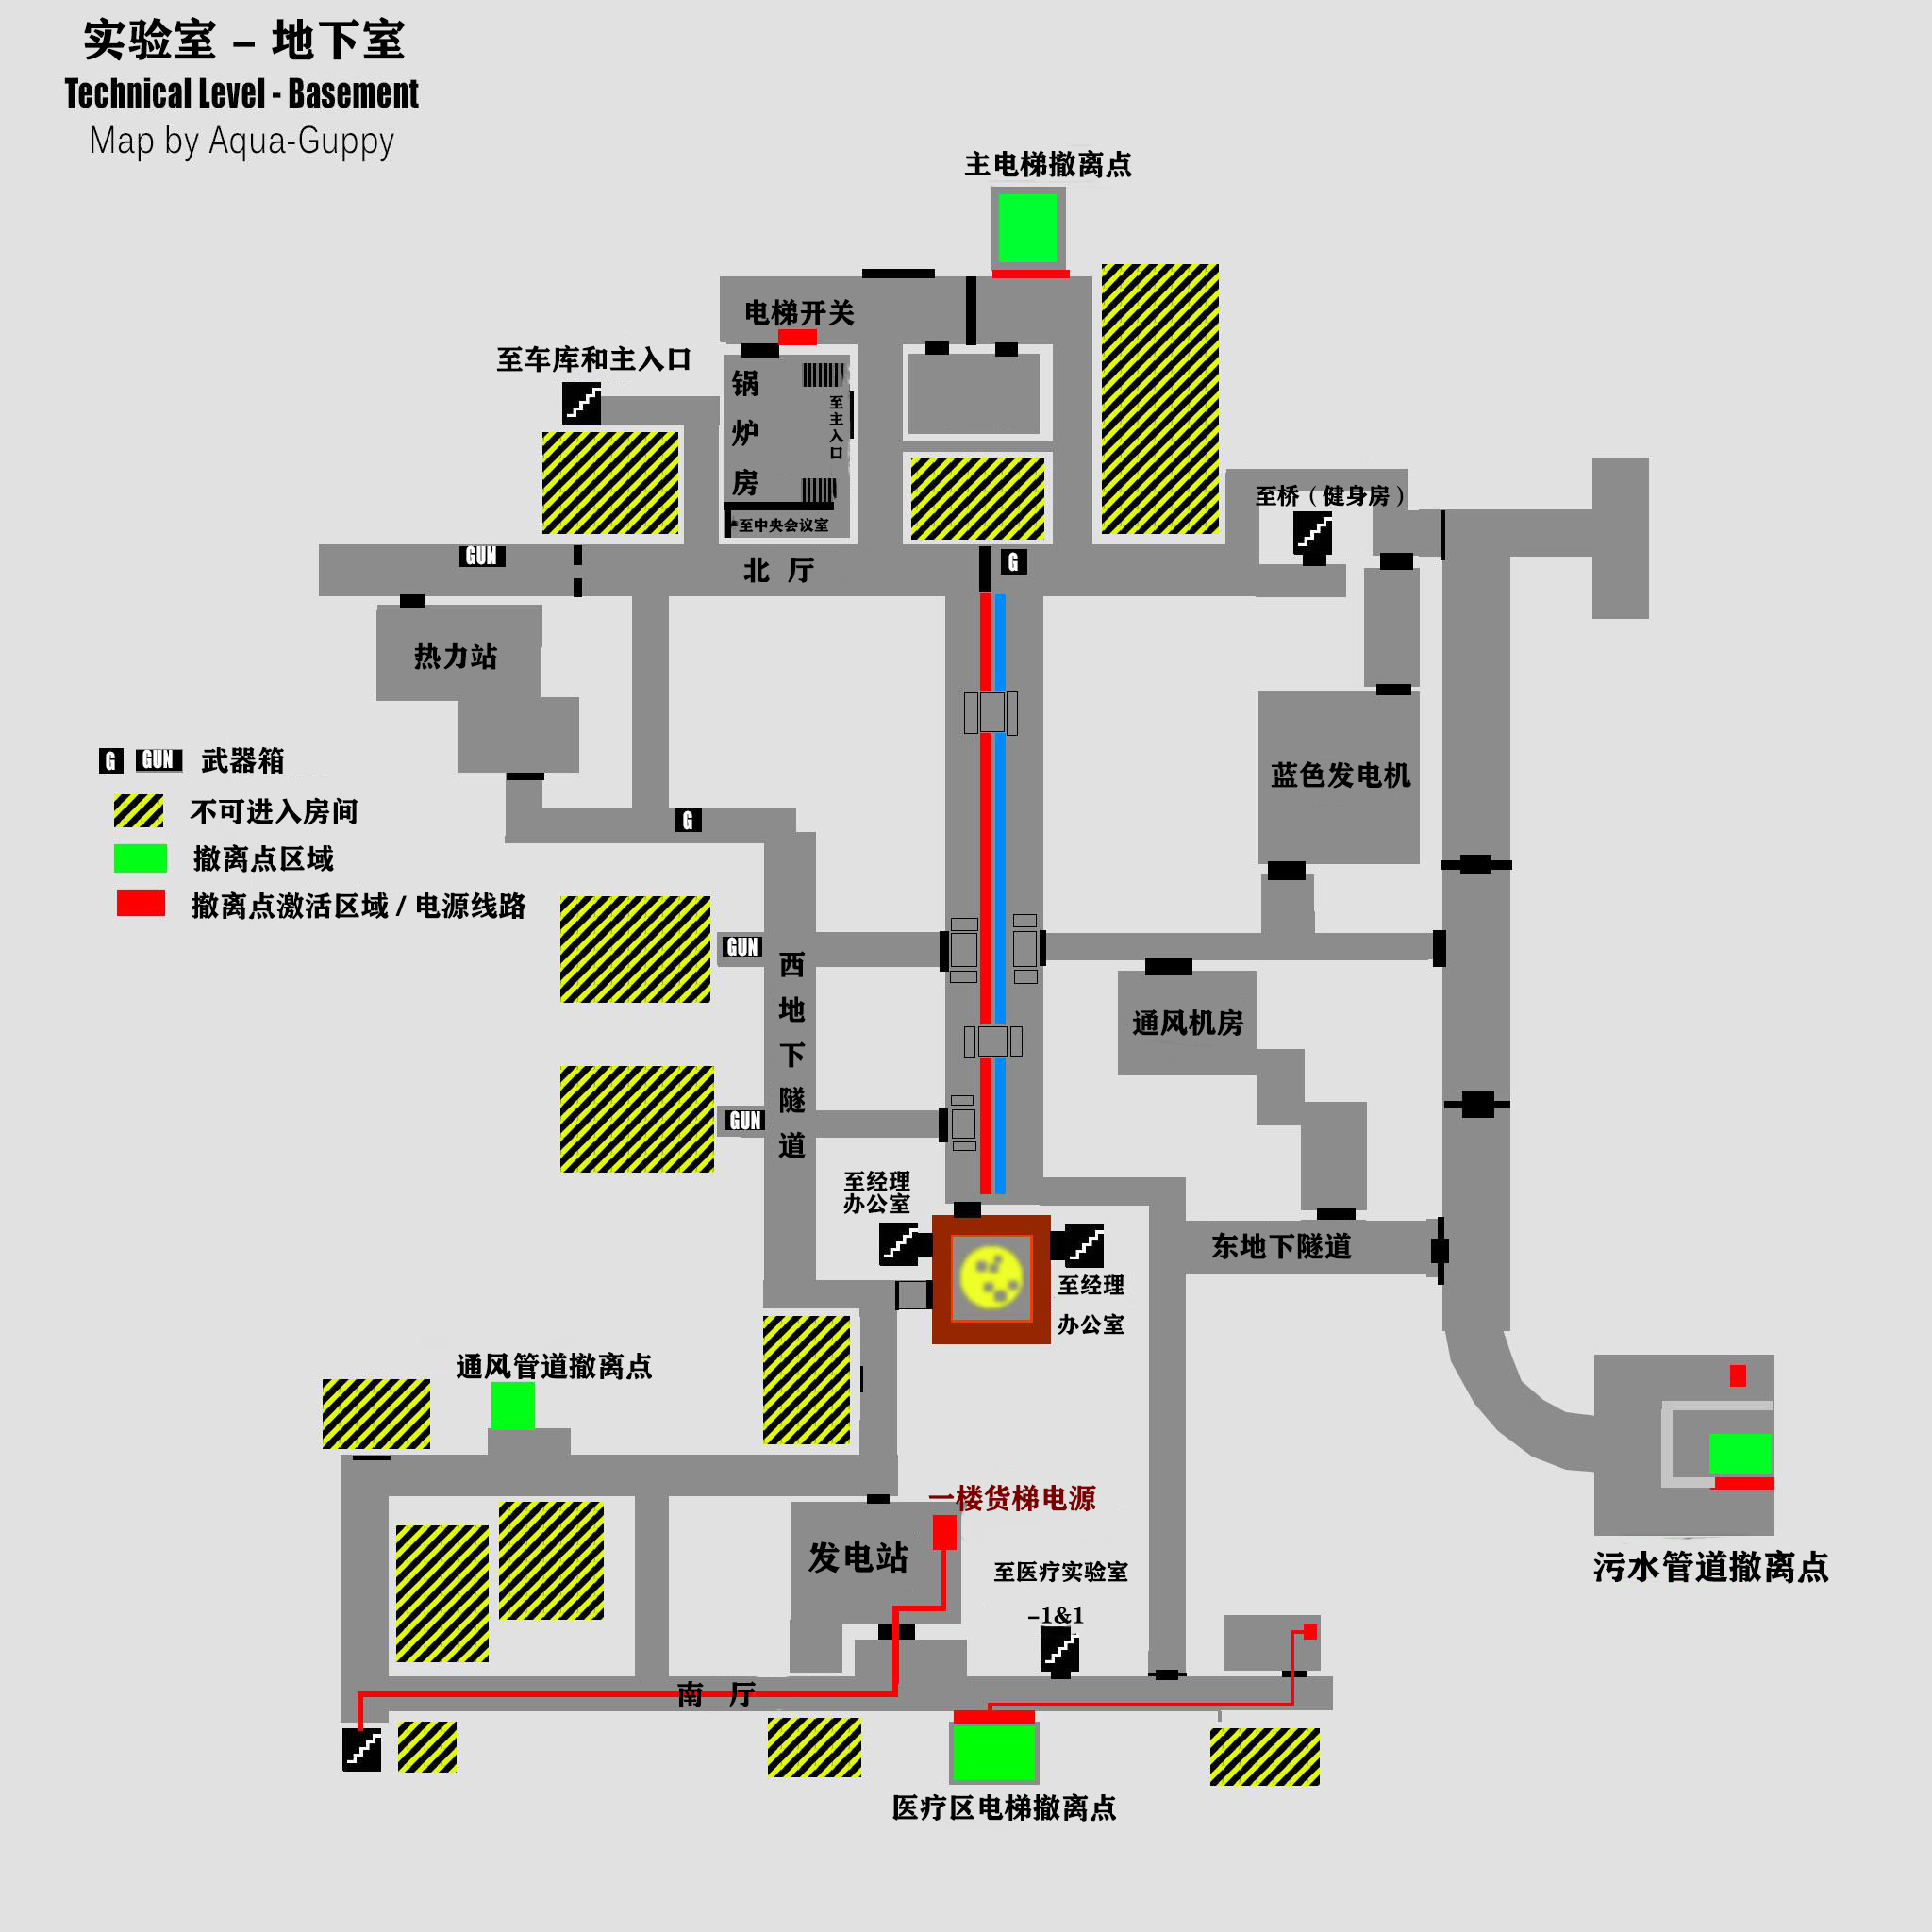 实验室 – 地下室
Technical Level - Basement
Map by Aqua-Guppy
主电梯撤离点
电梯开关
至车库和主入口
锅炉房
至主入口
至中央会议室
至桥（健身房）
GUN
北 厅
G
热力站
G GUN 武器箱
不可进入房间
撤离点区域
撤离点激活区域 / 电源线路
G
蓝色发电机
GUN
西地下隧道
通风机房
GUN
至经理
办公室
东地下隧道
至经理
办公室
通风管道撤离点
一楼货梯电源
发电站
至医疗实验室
-1&1
污水管道撤离点
南 厅
医疗区电梯撤离点